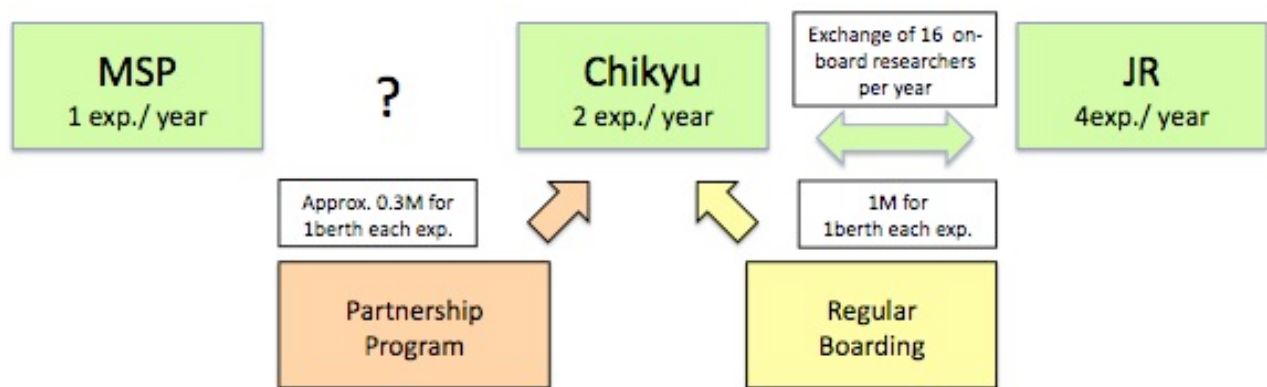 MSP
1 exp./ year
?
Chikyu
2 exp./ year
Exchange of 16 on-
board researchers
per year
JR
4exp./ year
Approx. 0.3M for
1berth each exp.
1M for
1berth each exp.
Partnership
Program
Regular
Boarding